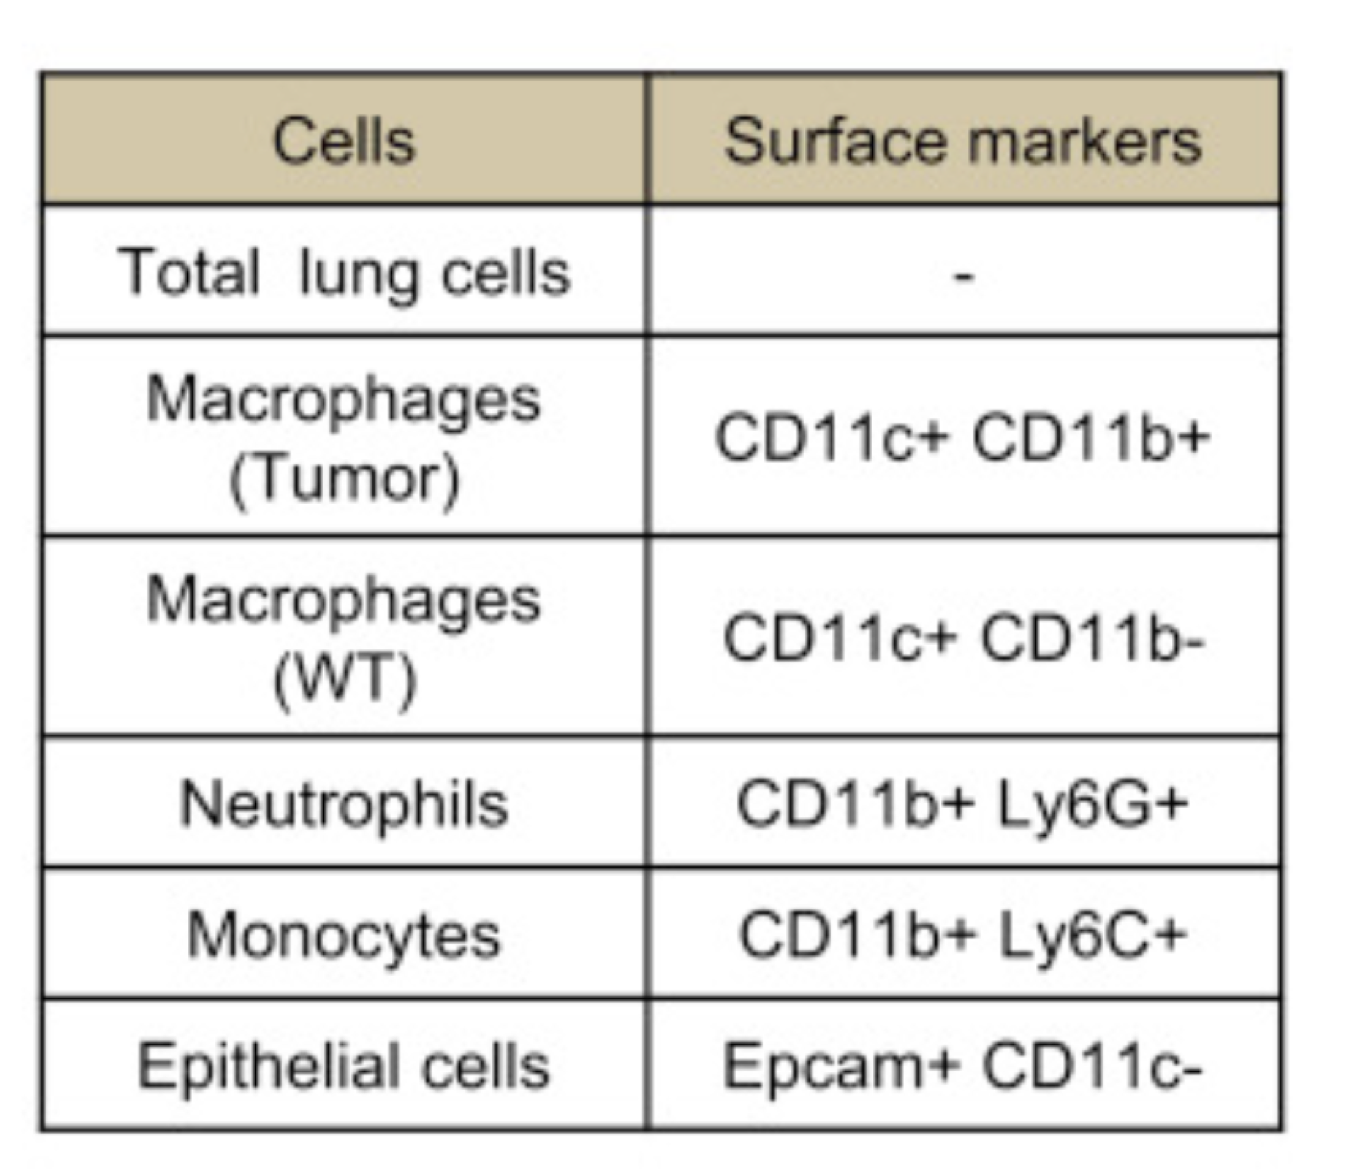 Cells
Surface markers
Total lung cells
-
Macrophages
(Tumor)
CD11c+ CD11b+
Macrophages
(WT)
CD11c+ CD11b-
Neutrophils
CD11b+ Ly6G+
Monocytes
CD11b+ Ly6C+
Epithelial cells
Epcam+ CD11c-